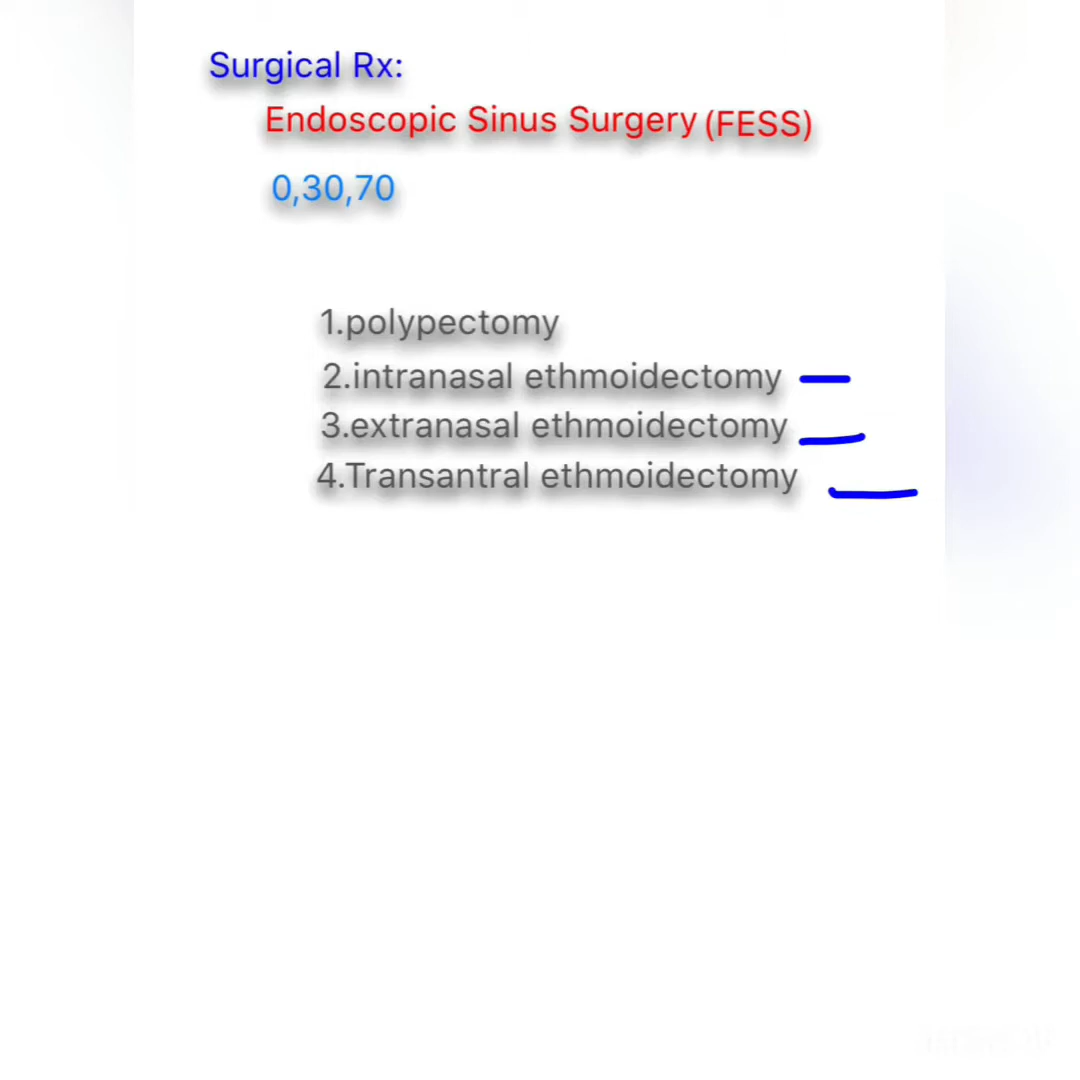 Surgical Rx:
Endoscopic Sinus Surgery (FESS)
0,30,70
1.polypectomy
2.intranasal ethmoidectomy
3.extranasal ethmoidectomy
4.Transantral ethmoidectomy